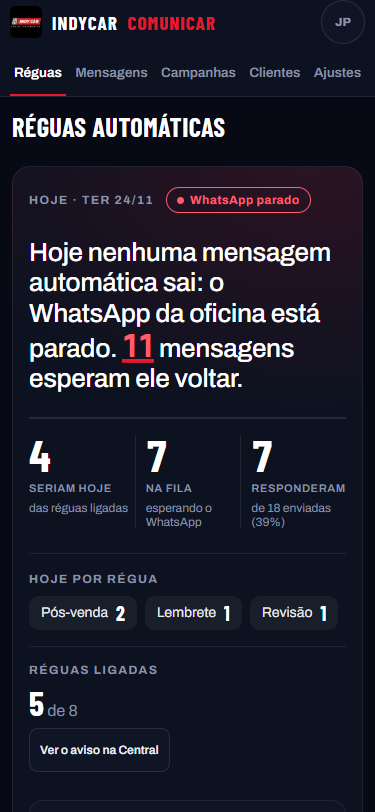 INDYCAR COMUNICAR
JP
Réguas Mensagens Campanhas Clientes Ajustes
RÉGUAS AUTOMÁTICAS
HOJE · TER 24/11 WhatsApp parado
Hoje nenhuma mensagem
automática sai: o
WhatsApp da oficina está
parado. 11 mensagens
esperam ele voltar.
4 7 7
SERIAM HOJE NA FILA RESPONDERAM
das réguas ligadas esperando o de 18 enviadas
WhatsApp (39%)
HOJE POR RÉGUA
Pós-venda 2 Lembrete 1 Revisão 1
RÉGUAS LIGADAS
5 de 8
Ver o aviso na Central